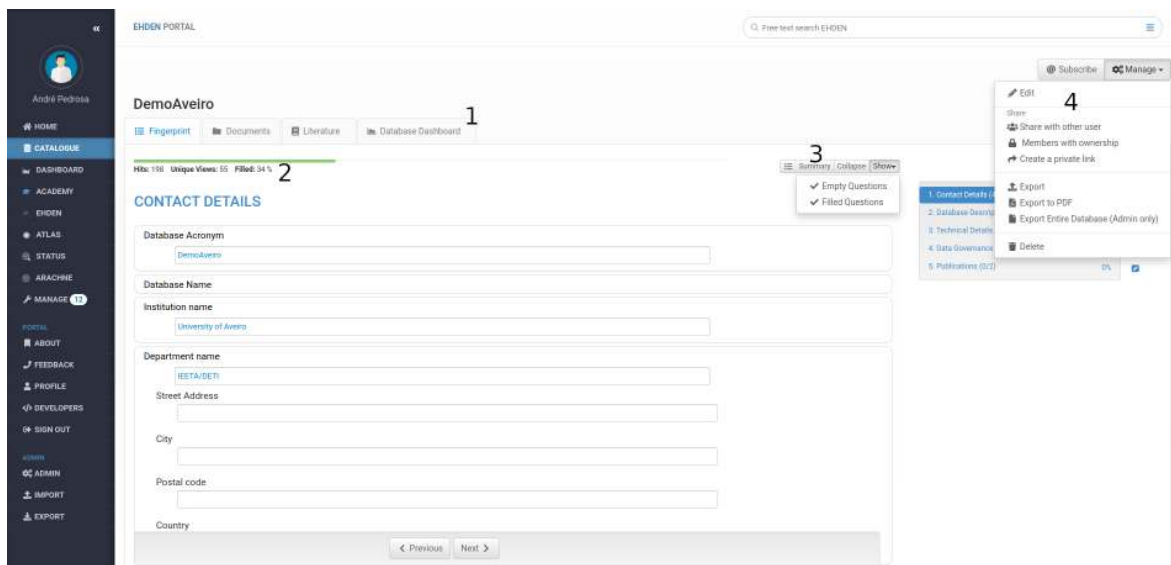 «
EHDEN PORTAL
Free text search EHDEN
Subscribe
Manage
André Pedrosa
DemoAveiro
1
Fingerprint
Documents
Literature
Database Dashboard
Edit
4
Share
Share with other user
Members with ownership
Create a private link
Export
Export to PDF
Export Entire Database (Admin only)
Delete
HOME
CATALOGUE
DASHBOARD
ACADEMY
EHDEN
ATLAS
STATUS
ARACHNE
MANAGE 12
PORTAL
ABOUT
FEEDBACK
PROFILE
DEVELOPERS
SIGN OUT
ADMIN
ADMIN
IMPORT
EXPORT
Hits: 198 Unique Views: 55 Filled: 34 %
2
3
Summary Collapse Show
Empty Questions
Filled Questions
CONTACT DETAILS
Database Acronym
DemoAveiro
Database Name
Institution name
University of Aveiro
Department name
IEETA/DETI
Street Address
City
Postal code
Country
Previous
Next
1. Contact Details
2. Database
3. Technical Details
4. Data Governance
5. Publications (0/2)
0%